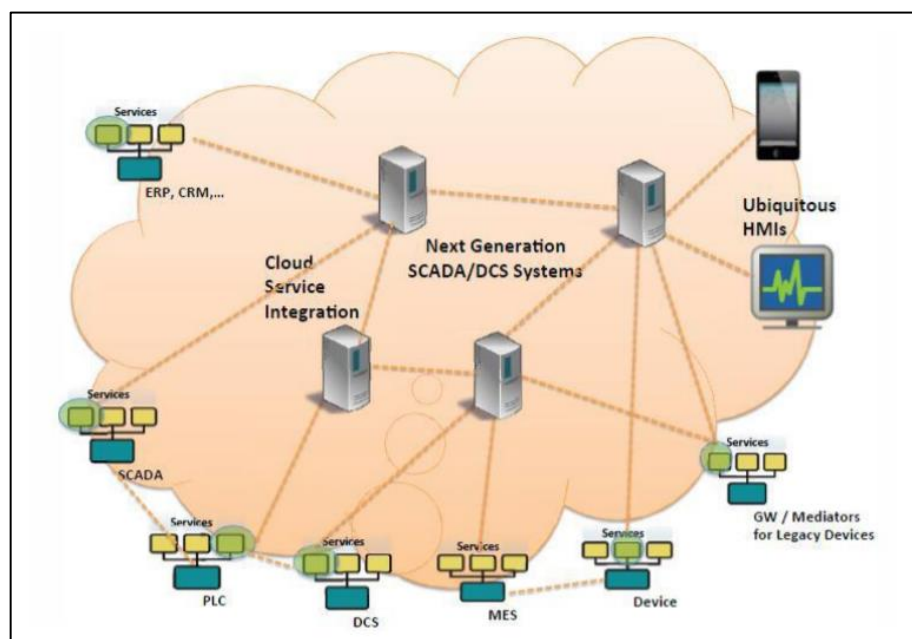 Services
ERP, CRM,...
Ubiquitous
HMIs
Next Generation
SCADA/DCS Systems
Cloud
Service
Integration
Services
SCADA
Services
GW / Mediators
for Legacy Devices
Services
PLC
Services
DCS
Services
MES
Services
Device